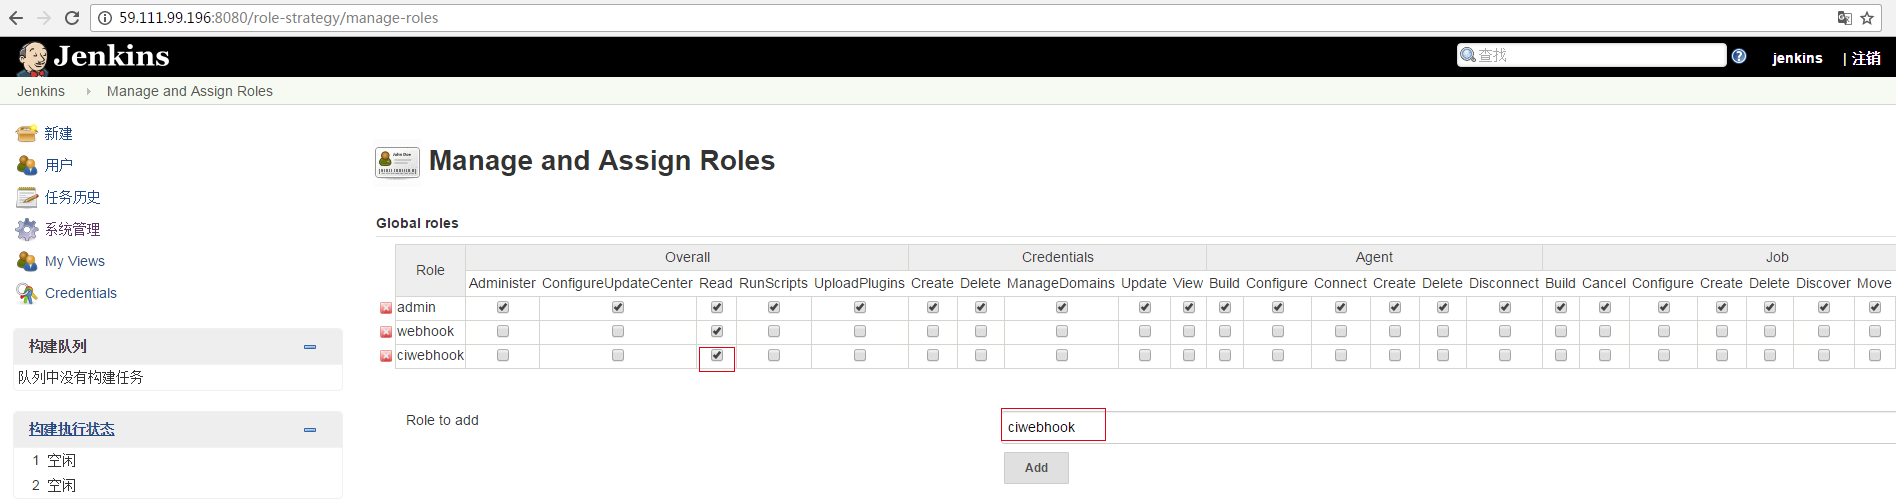 59.111.99.196:8080/role-strategy/manage-roles
Jenkins
查找
jenkins | 注销
Jenkins Manage and Assign Roles
新建
用户
任务历史
系统管理
My Views
Credentials
构建队列
队列中没有构建任务
构建执行状态
1 空闲
2 空闲
Manage and Assign Roles
Global roles
Role Overall Credentials Agent Job
Administer ConfigureUpdateCenter Read RunScripts UploadPlugins Create Delete ManageDomains Update View Build Configure Connect Create Delete Disconnect Build Cancel Configure Create Delete Discover Move
admin
webhook
ciwebhook
Role to add
ciwebhook
Add